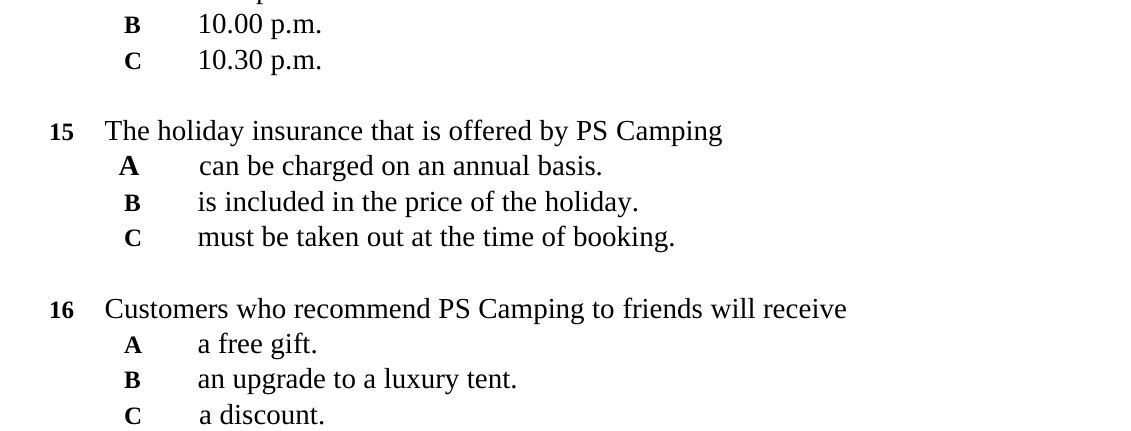 B 10.00 p.m.
C 10.30 p.m.
15 The holiday insurance that is offered by PS Camping
A can be charged on an annual basis.
B is included in the price of the holiday.
C must be taken out at the time of booking.
16 Customers who recommend PS Camping to friends will receive
A a free gift.
B an upgrade to a luxury tent.
C a discount.